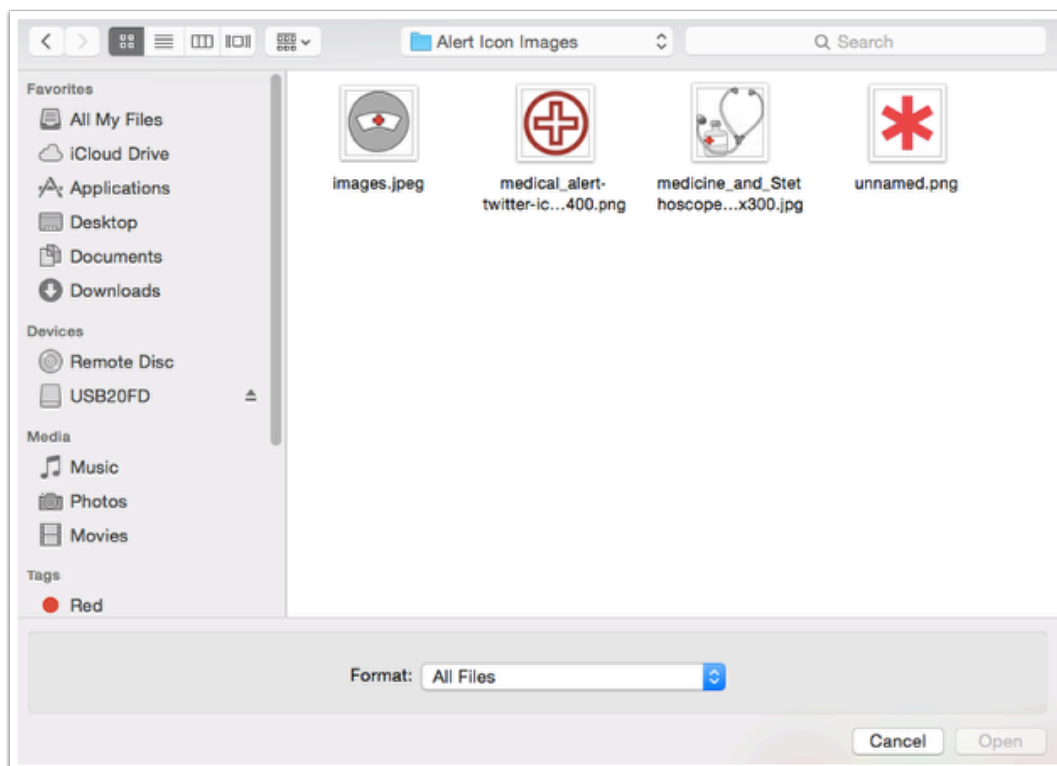 Alert Icon Images
Search
Favorites
All My Files
iCloud Drive
Applications
Desktop
Documents
Downloads
Devices
Remote Disc
USB20FD
Media
Music
Photos
Movies
Tags
Red
images.jpeg
medical_alert-
twitter-ic...400.png
medicine_and_Stet
hoscope...x300.jpg
unnamed.png
Format: All Files
Cancel Open